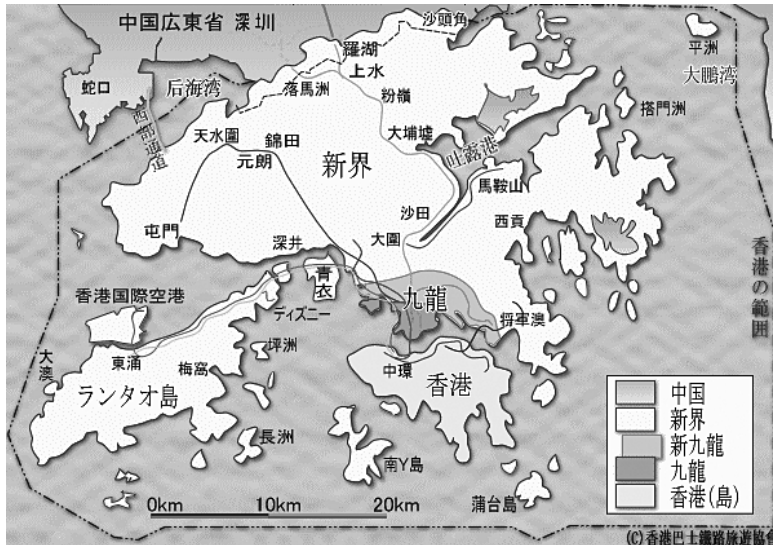 中国広東省 深圳
沙頭角
平洲
大鵬湾
羅湖
上水
蛇口
后海湾
落馬洲
粉嶺
搭門洲
西部通道
天水圍
錦田
元朗
大埔墟
吐露港
新界
馬鞍山
沙田
西貢
屯門
大圍
深井
香港の範囲
青衣
香港国際空港
九龍
ディズニー
将軍澳
大澳
東涌
坪洲
梅窩
中環
香港
ランタオ島
長洲
南Y島
蒲台島
中国
新界
新九龍
九龍
香港(島)
0km 10km 20km
(C)香港巴士鐵路旅遊協會